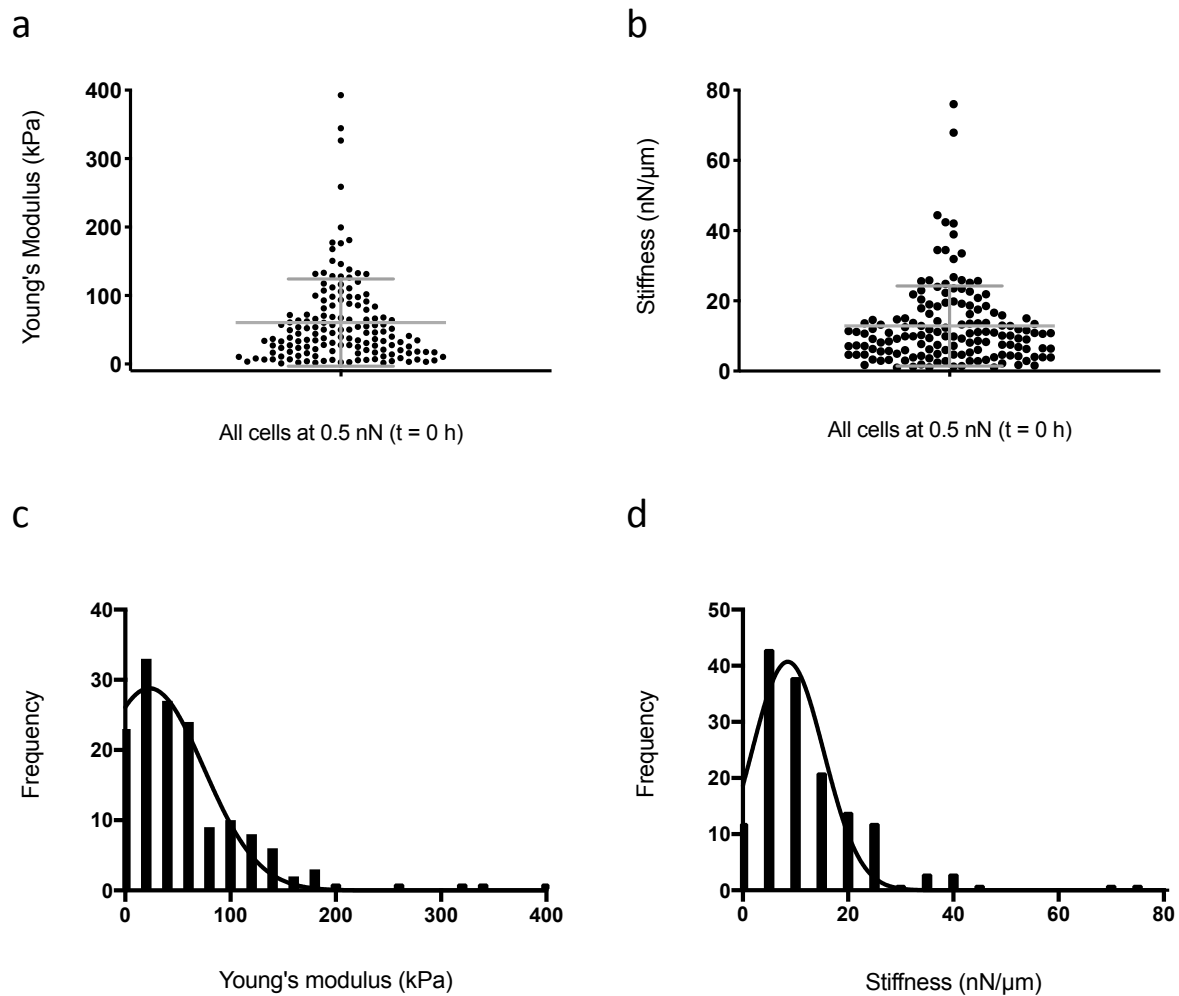 a
b
400
300
200
100
0
Young's Modulus (kPa)
All cells at 0.5 nN (t = 0 h)
80
60
40
20
0
Stiffness (nN/µm)
All cells at 0.5 nN (t = 0 h)
c
d
40
30
20
10
0
Frequency
0 100 200 300 400
Young's modulus (kPa)
50
40
30
20
10
0
Frequency
0 20 40 60 80
Stiffness (nN/µm)